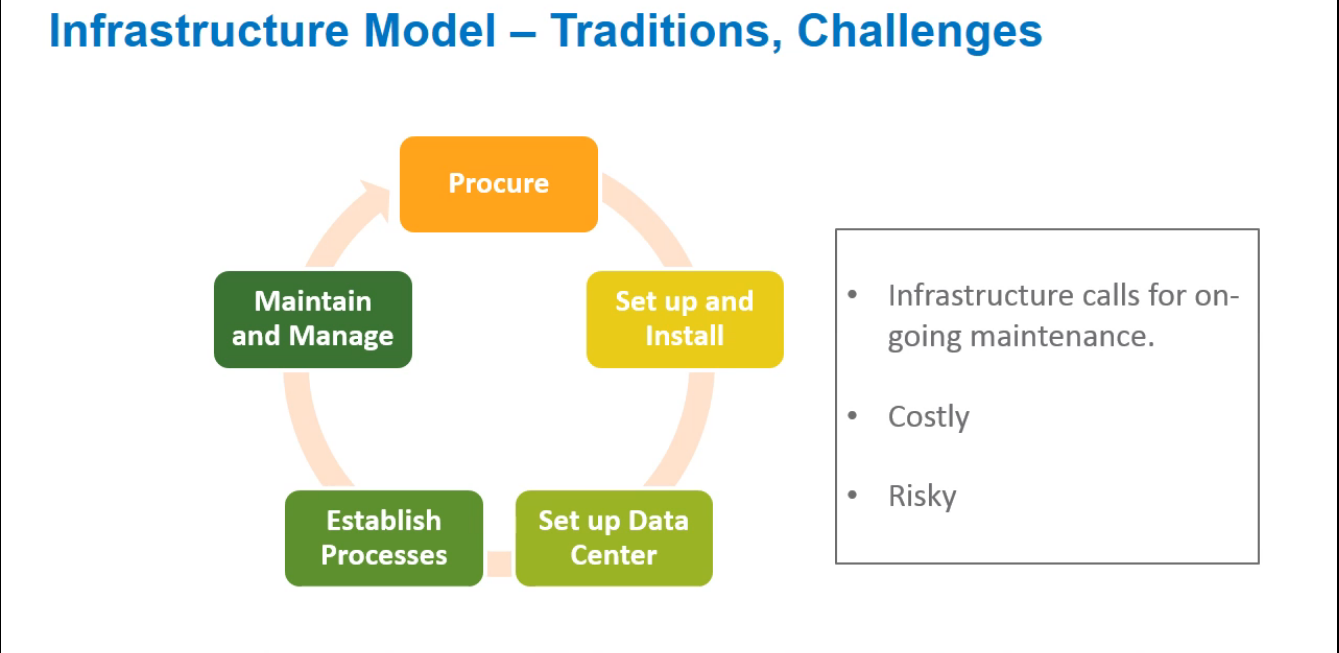 Infrastructure Model – Traditions, Challenges
Procure
Set up and
Install
Set up Data
Center
Establish
Processes
Maintain
and Manage
• Infrastructure calls for on-
going maintenance.
• Costly
• Risky